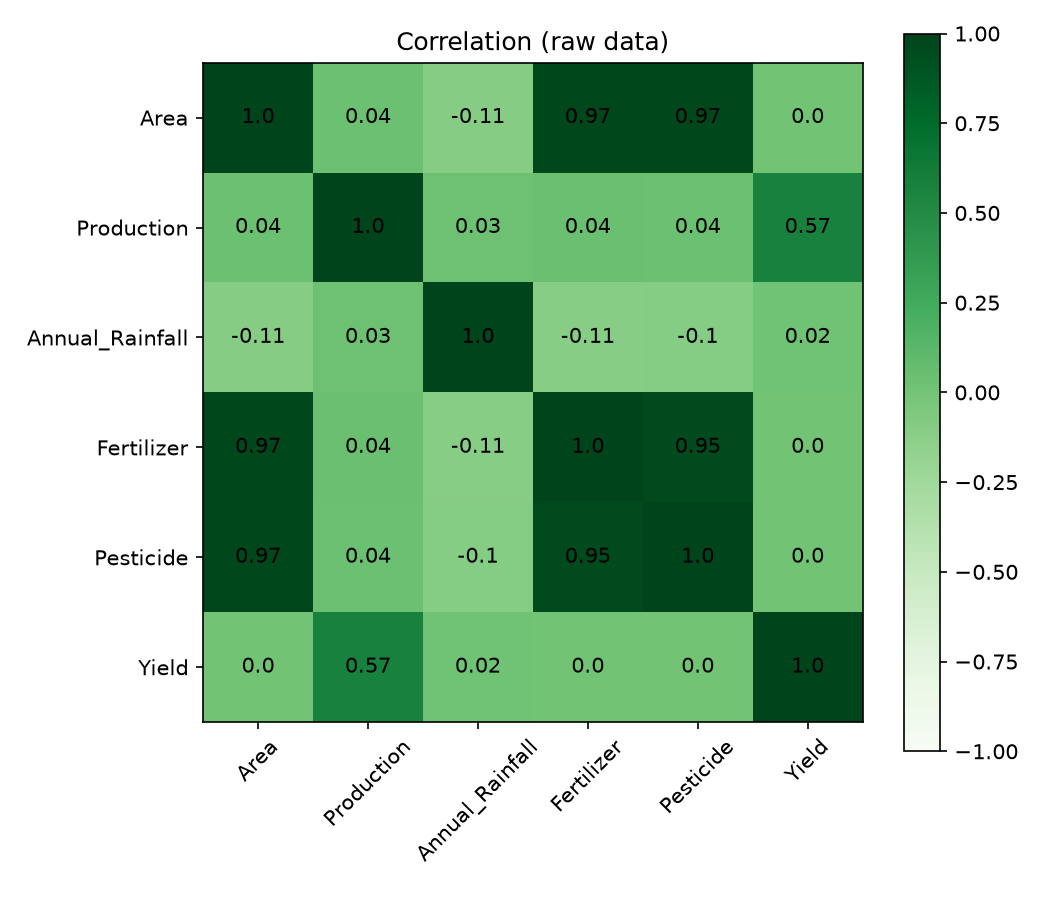 Correlation (raw data)
Area 1.0 0.04 -0.11 0.97 0.97 0.0
Production 0.04 1.0 0.03 0.04 0.04 0.57
Annual_Rainfall -0.11 0.03 1.0 -0.11 -0.1 0.02
Fertilizer 0.97 0.04 -0.11 1.0 0.95 0.0
Pesticide 0.97 0.04 -0.1 0.95 1.0 0.0
Yield 0.0 0.57 0.02 0.0 0.0 1.0
Area Production Annual_Rainfall Fertilizer Pesticide Yield
1.00
0.75
0.50
0.25
0.00
−0.25
−0.50
−0.75
−1.00